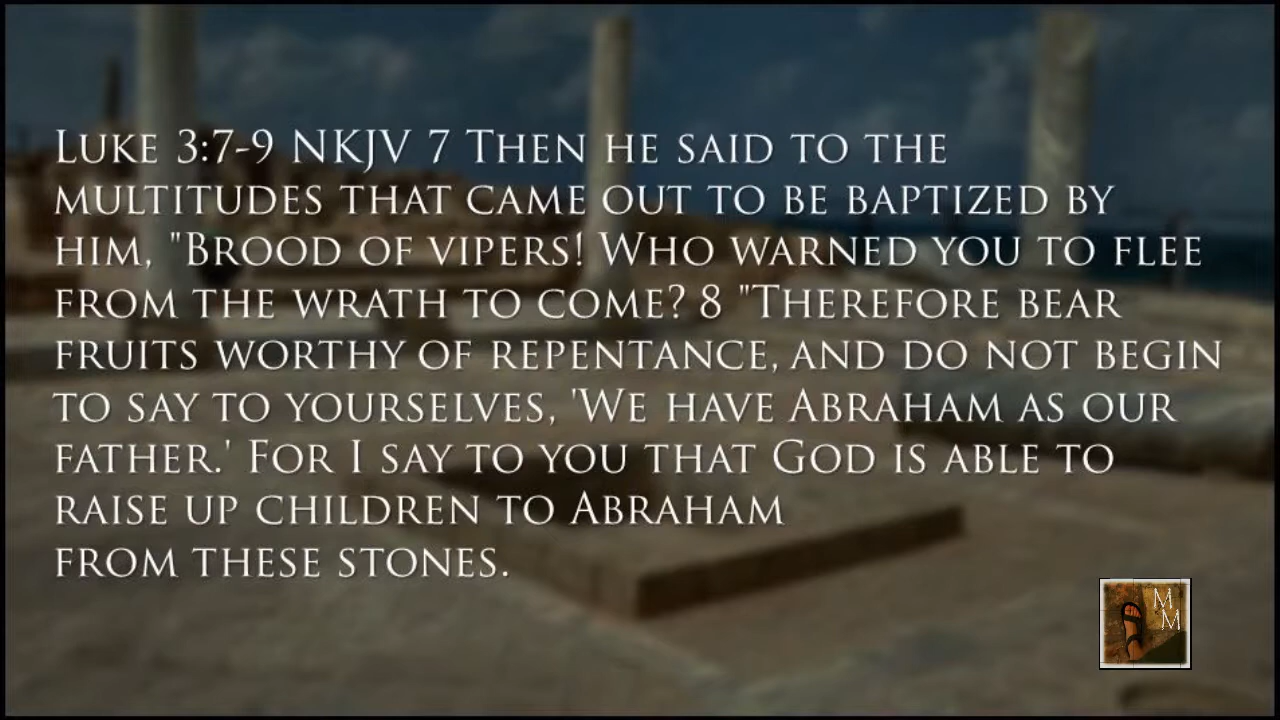 Luke 3:7-9 NKJV 7 Then he said to the
multitudes that came out to be baptized by
him, "Brood of vipers! Who warned you to flee
from the wrath to come? 8 "Therefore bear
fruits worthy of repentance, and do not begin
to say to yourselves, 'We have Abraham as our
father.' For I say to you that God is able to
raise up children to Abraham
from these stones.
M
M